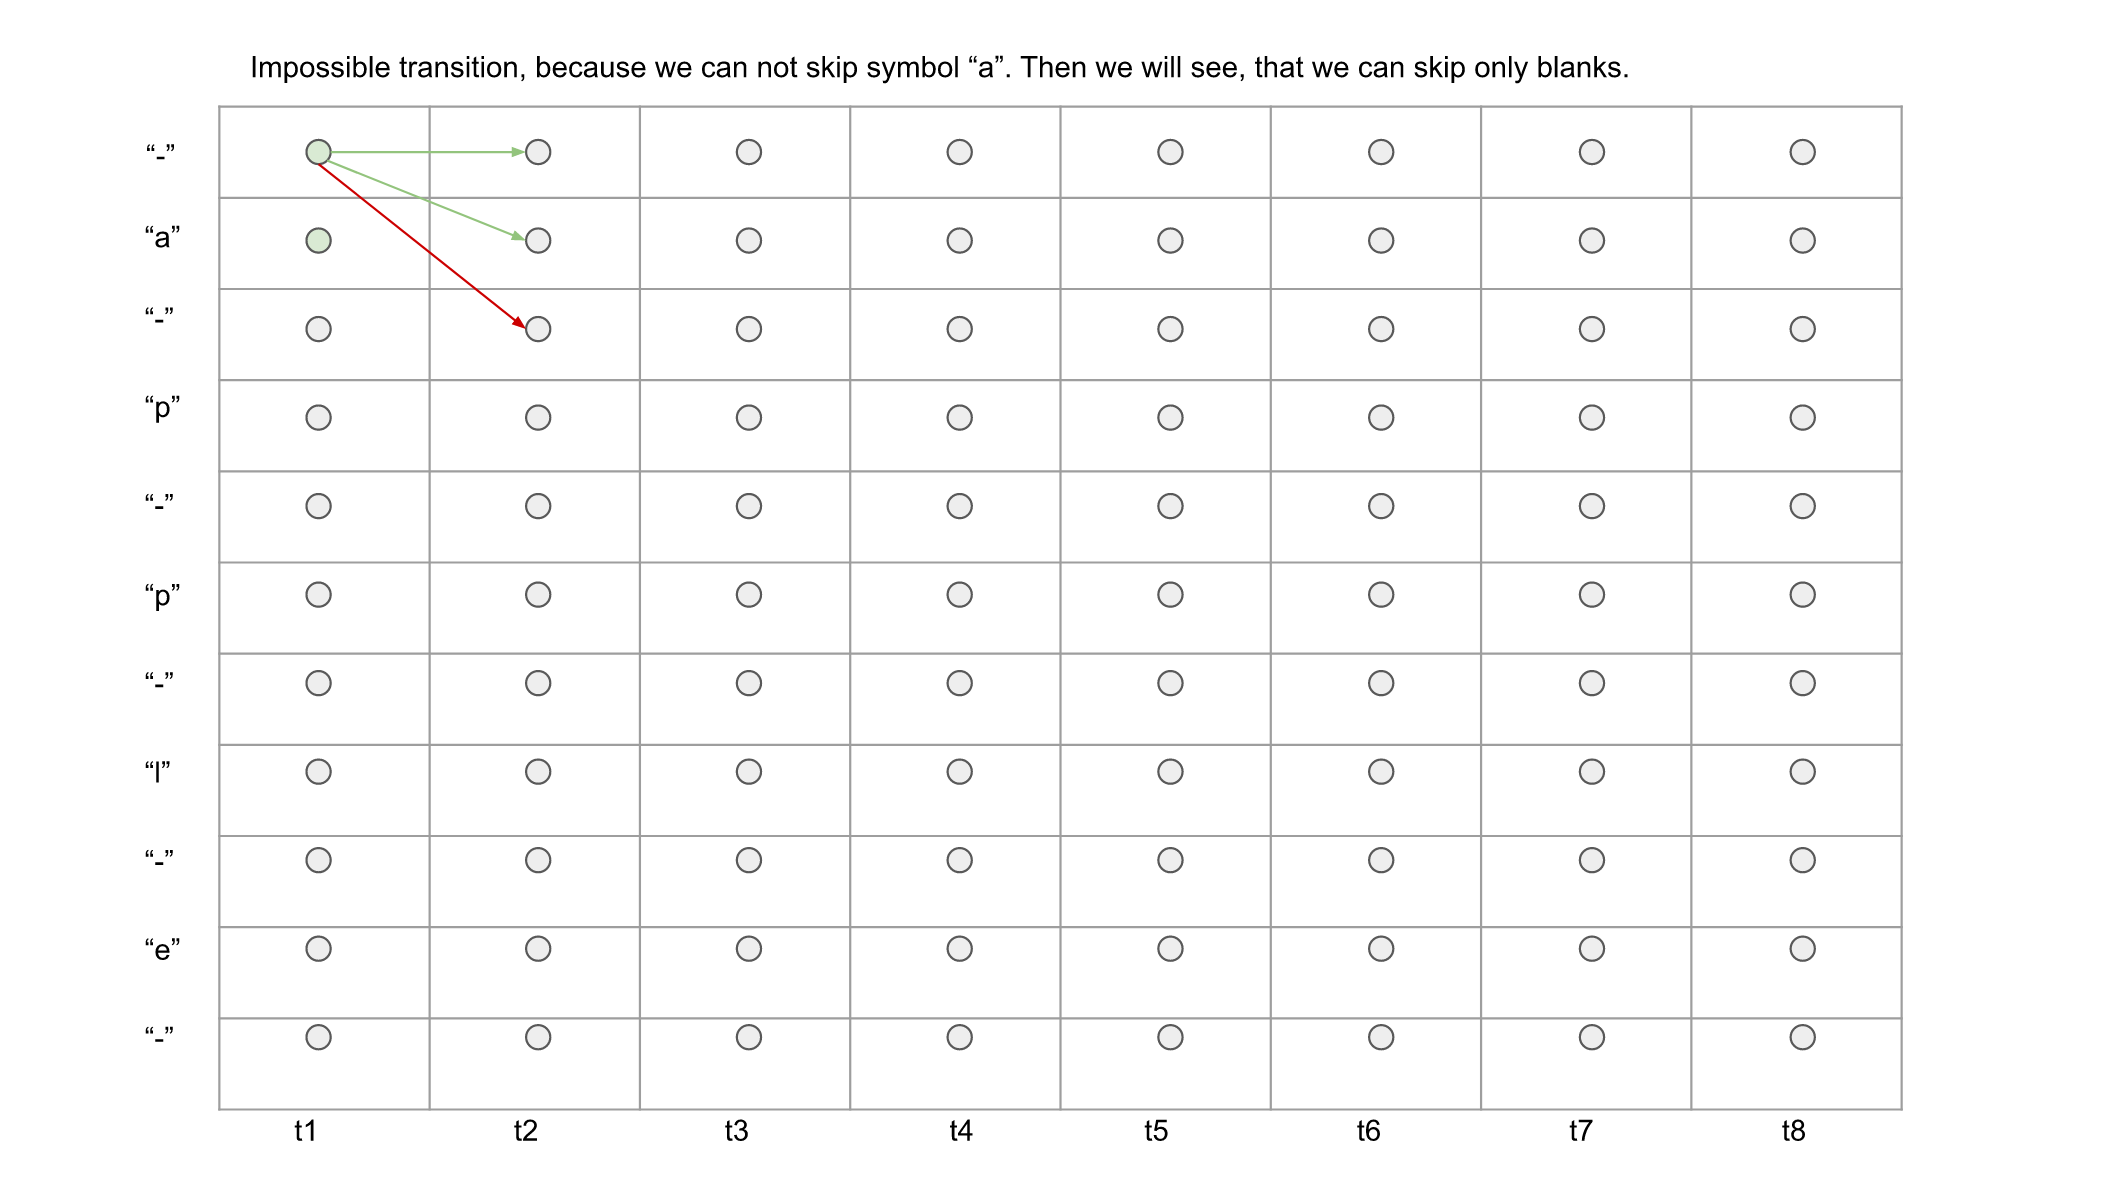 Impossible transition, because we can not skip symbol “a”. Then we will see, that we can skip only blanks.
“-”
“a”
“-”
“p”
“-”
“p”
“-”
“l”
“-”
“e”
“-”
t1 t2 t3 t4 t5 t6 t7 t8